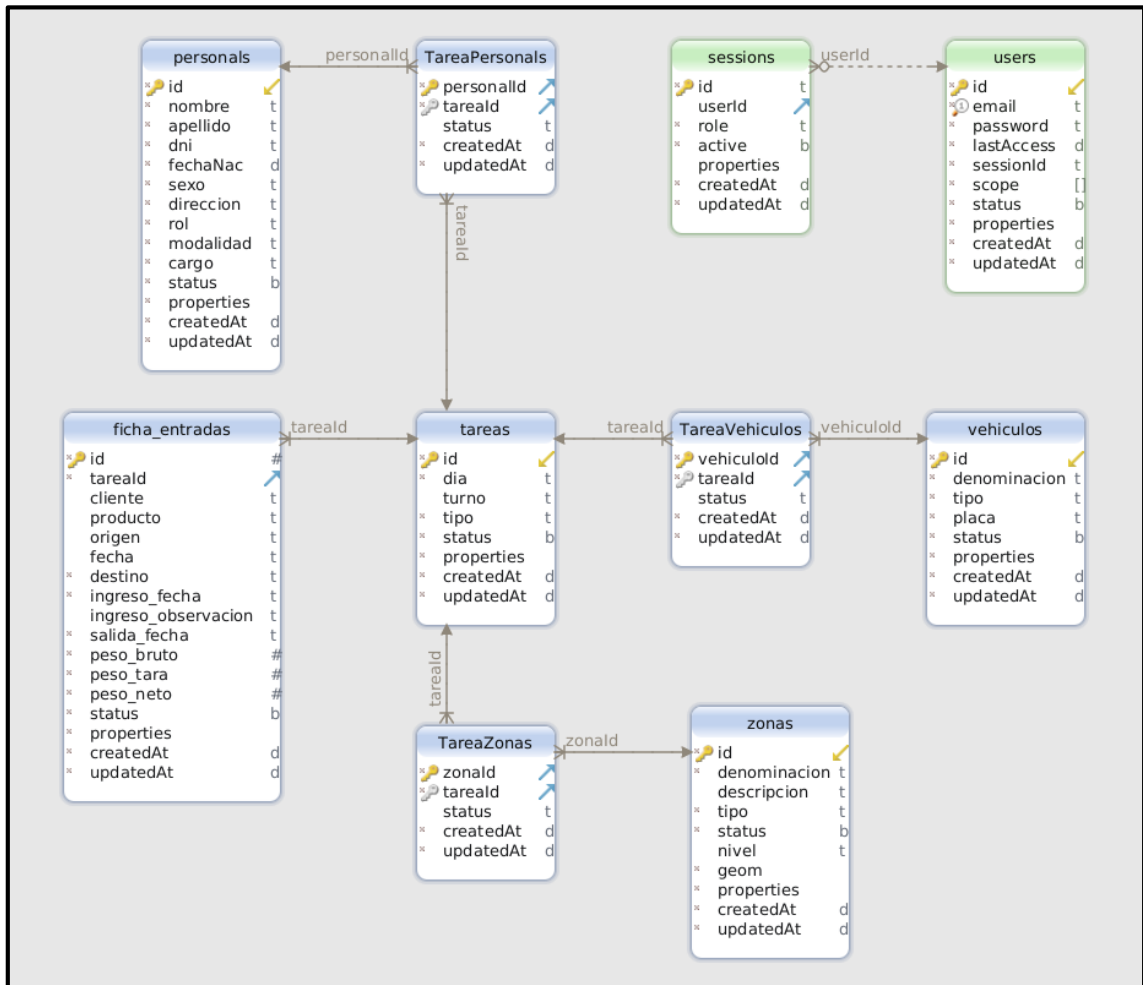 personals
id
nombre t
apellido t
dni t
fechaNac d
sexo t
direccion t
rol t
modalidad t
cargo t
status b
properties
createdAt d
updatedAt d
personalId
TareaPersonals
personalId
tareaId
status t
createdAt d
updatedAt d
tareaId
sessions
id t
userId
role t
active b
properties
createdAt d
updatedAt d
userId
users
id
email t
password t
lastAccess d
sessionId t
scope []
status b
properties
createdAt d
updatedAt d
ficha_entradas
id #
tareaId
cliente t
producto t
origen t
fecha t
destino t
ingreso_fecha t
ingreso_observacion t
salida_fecha t
peso_bruto #
peso_tara #
peso_neto #
status b
properties
createdAt d
updatedAt d
tareaId
tareas
id
dia t
turno t
tipo t
status b
properties
createdAt d
updatedAt d
tareaId
TareaVehiculos
vehiculoId
tareaId
status t
createdAt d
updatedAt d
vehiculoId
vehiculos
id
denominacion t
tipo t
placa t
status b
properties
createdAt d
updatedAt d
tareaId
TareaZonas
zonaId
tareaId
status t
createdAt d
updatedAt d
zonaId
zonas
id
denominacion t
descripcion t
tipo t
status b
nivel t
geom
properties
createdAt d
updatedAt d